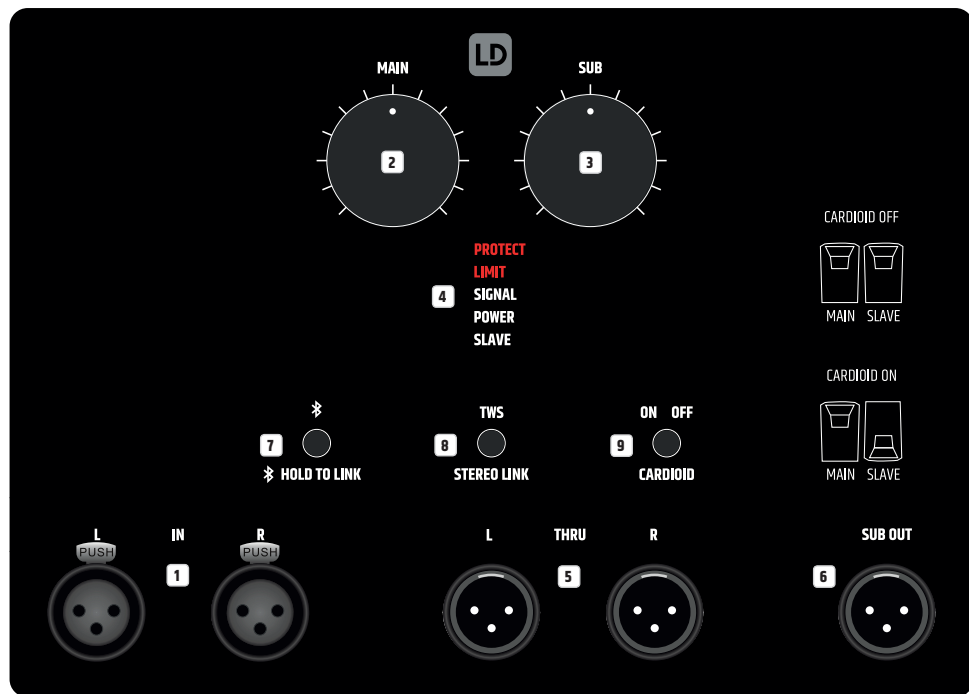 LD
MAIN
SUB
2
3
PROTECT
LIMIT
4
SIGNAL
POWER
SLAVE
CARDIOID OFF
MAIN SLAVE
CARDIOID ON
MAIN SLAVE
7
HOLD TO LINK
TWS
8
STEREO LINK
ON OFF
9
CARDIOID
L IN R
PUSH
PUSH
1
L THRU R
5
SUB OUT
6